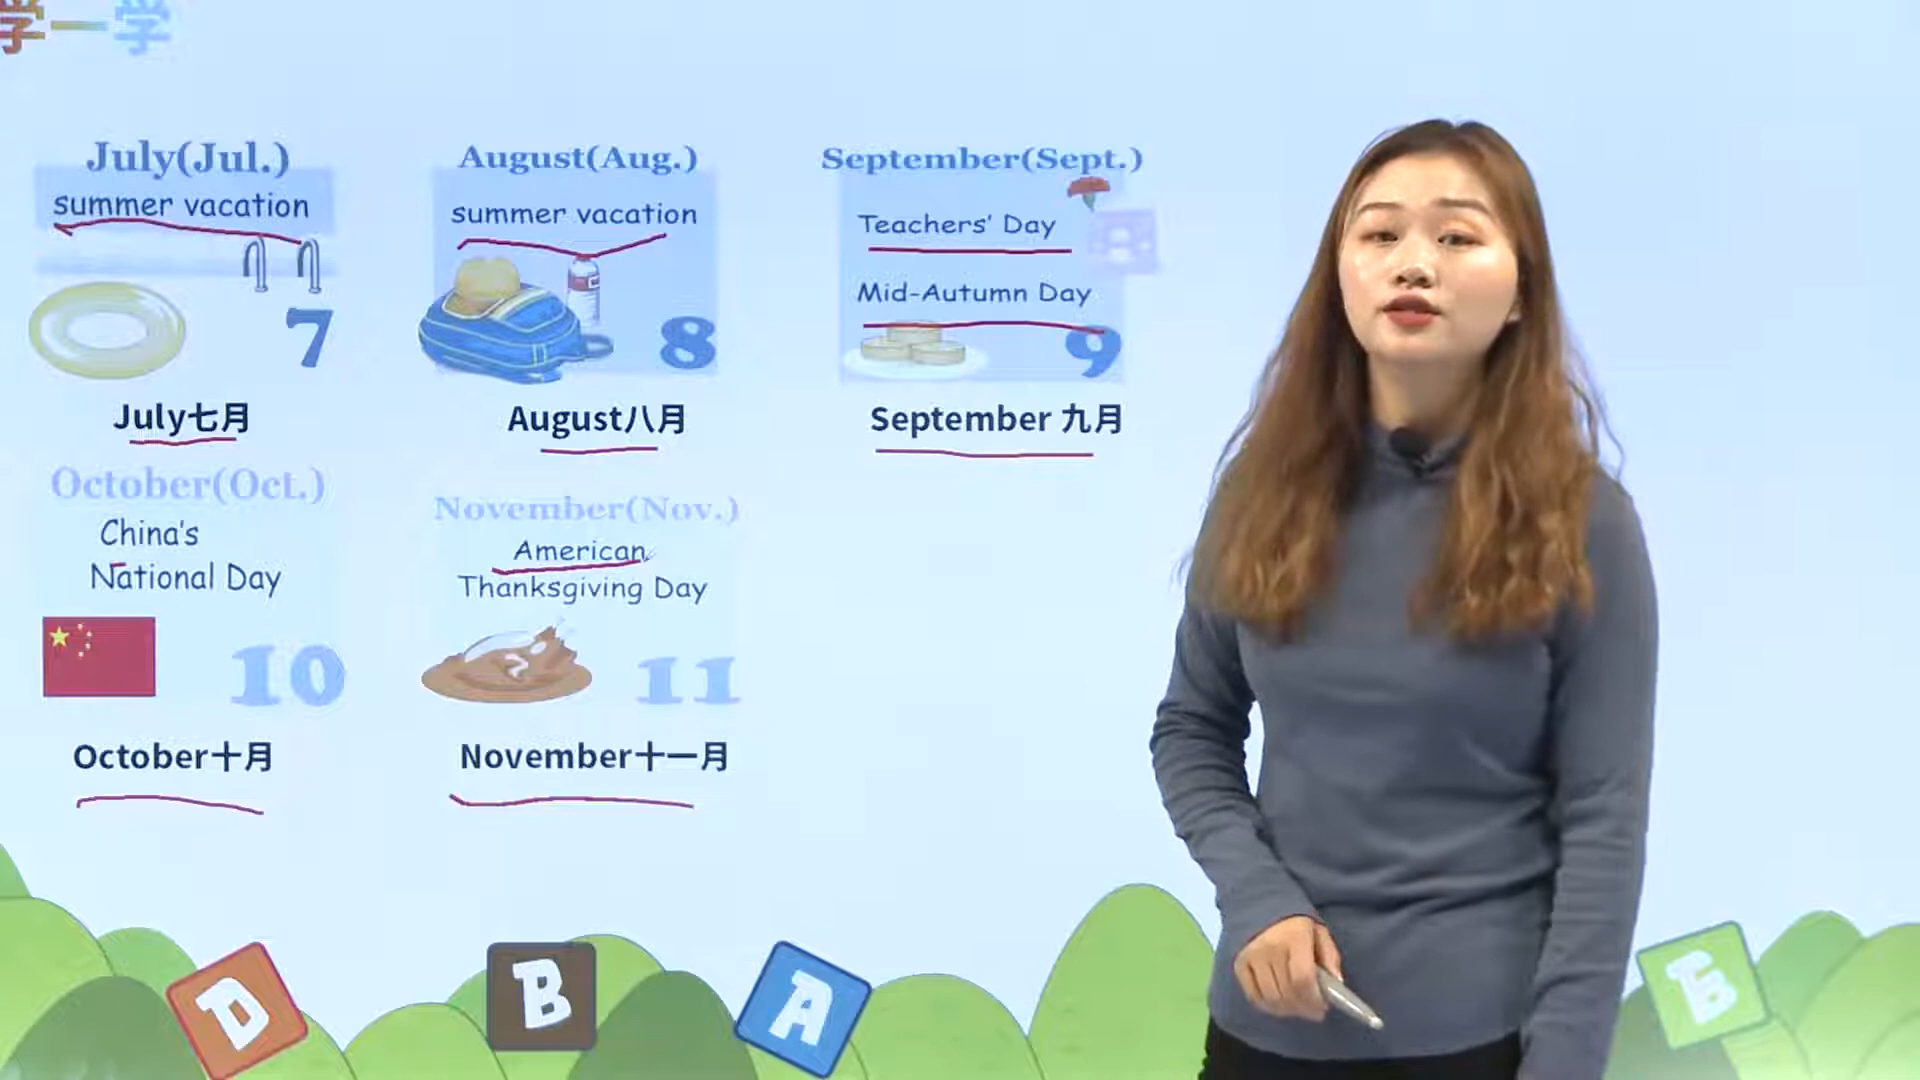 学一学
July(Jul.)
summer vacation
7
July七月
August(Aug.)
summer vacation
8
August八月
September(Sept.)
Teachers' Day
Mid-Autumn Day
9
September 九月
October(Oct.)
China's
National Day
10
October十月
November(Nov.)
American
Thanksgiving Day
11
November十一月
D
B
A
E